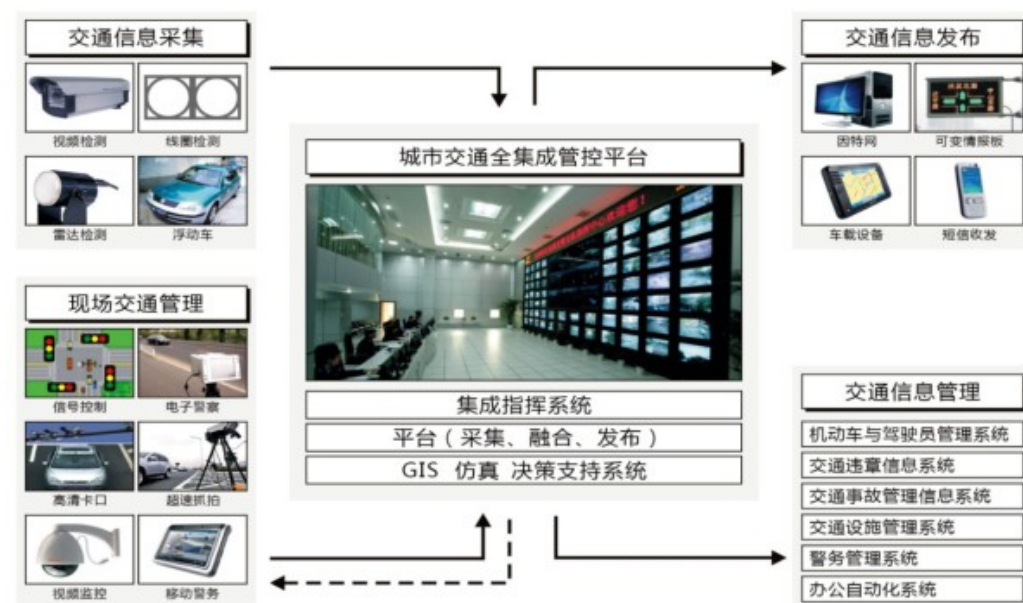 交通信息采集
视频检测
线圈检测
雷达检测
浮动车
现场交通管理
信号控制
电子警察
高清卡口
超速抓拍
视频监控
移动警务
城市交通全集成管控平台
集成指挥系统
平台（采集、融合、发布）
GIS 仿真 决策支持系统
交通信息发布
因特网
可变情报板
车载设备
短信收发
交通信息管理
机动车与驾驶员管理系统
交通违章信息系统
交通事故管理信息系统
交通设施管理系统
警务管理系统
办公自动化系统